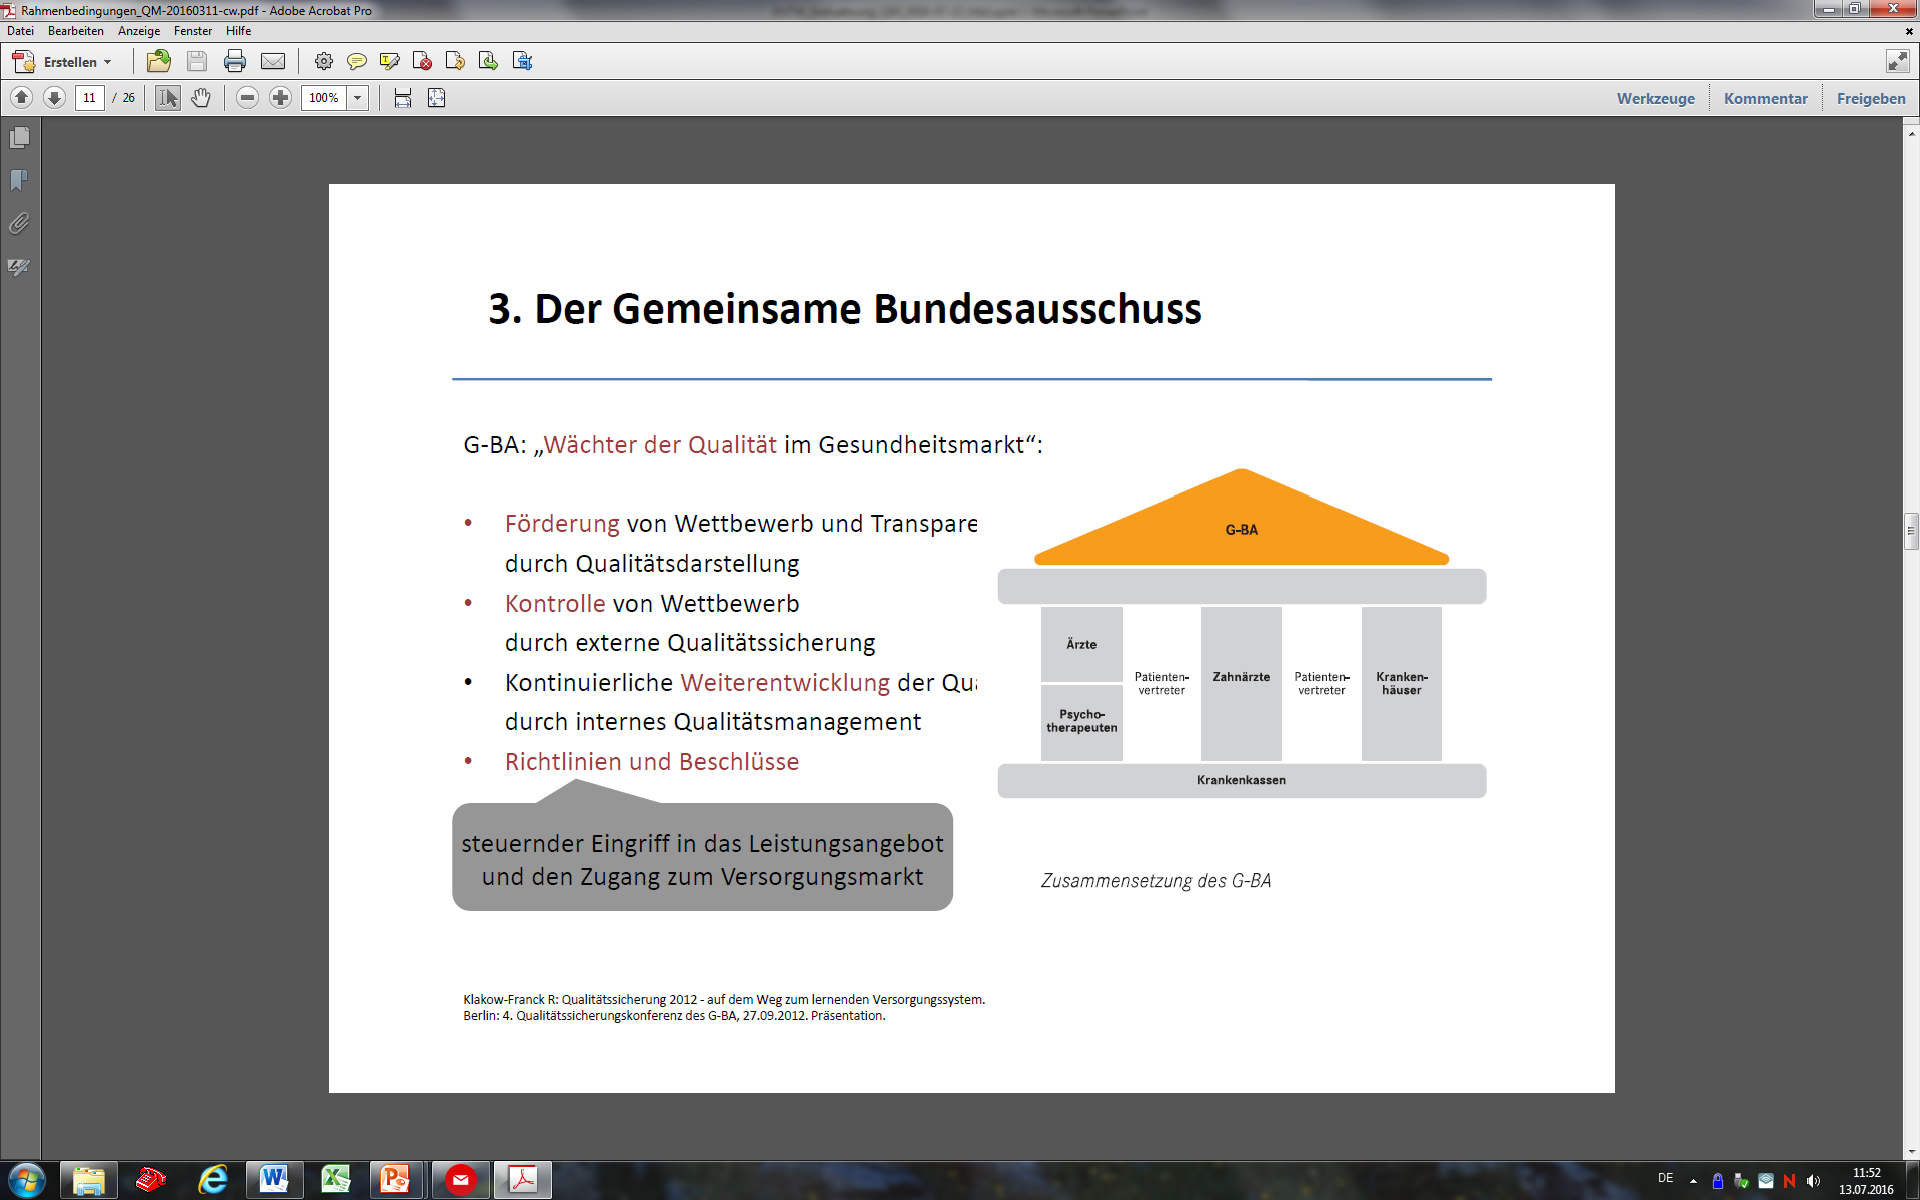 Rahmenbedingungen_QM-20160311-cw.pdf - Adobe Acrobat Pro
Datei Bearbeiten Anzeige Fenster Hilfe
Erstellen
11 / 26 100%
Werkzeuge Kommentar Freigeben
3. Der Gemeinsame Bundesausschuss
G-BA: „Wächter der Qualität im Gesundheitsmarkt“:
• Förderung von Wettbewerb und Transpare
durch Qualitätsdarstellung
• Kontrolle von Wettbewerb
durch externe Qualitätssicherung
• Kontinuierliche Weiterentwicklung der Qua
durch internes Qualitätsmanagement
• Richtlinien und Beschlüsse
steuernder Eingriff in das Leistungsangebot
und den Zugang zum Versorgungsmarkt
G-BA
Ärzte
Psycho-
therapeuten
Patienten-
vertreter
Zahnärzte
Patienten-
vertreter
Kranken-
häuser
Krankenkassen
Zusammensetzung des G-BA
Klakow-Franck R: Qualitätssicherung 2012 - auf dem Weg zum lernenden Versorgungssystem.
Berlin: 4. Qualitätssicherungskonferenz des G-BA, 27.09.2012. Präsentation.
DE
11:52
13.07.2016